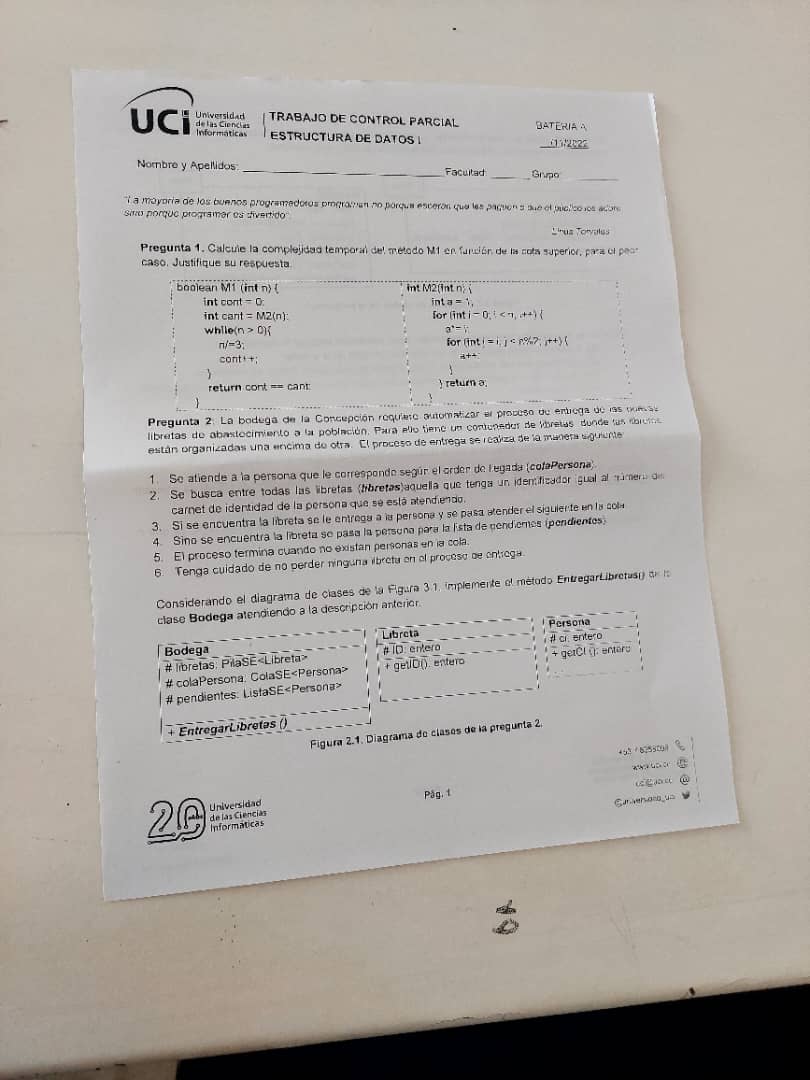 UCi Universidad de las Ciencias Informáticas
TRABAJO DE CONTROL PARCIAL
ESTRUCTURA DE DATOS I
BATERIA A
/2022
Nombre y Apellidos: Facultad: Grupo:
"La mayoría de los buenos programadores programan no porque esperan que les paguen o que el público los adore
sino porque programar es divertido".
Linus Torvalds
Pregunta 1. Calcule la complejidad temporal del método M1 en función de la cota superior, para el peor
caso. Justifique su respuesta.
boolean M1 (int n) {
int cont = 0;
int cant = M2(n);
while(n > 0){
n/=3;
cont++;
}
return cont == cant;
}
int M2(int n) {
int a = 1;
for (int i = 0; i < n; i++) {
a*= i;
for (int j = i; j < n%2; j++) {
a++;
}
} return a;
}
Pregunta 2. La bodega de la Concepción requiere automatizar el proceso de entrega de las nuevas
libretas de abastecimiento a la población. Para ello tiene un contenedor de libretas, donde las libretas
están organizadas una encima de otra. El proceso de entrega se realiza de la manera siguiente:
1. Se atiende a la persona que le corresponde según el orden de llegada (colaPersona).
2. Se busca entre todas las libretas (libretas)aquella que tenga un identificador igual al número del
carnet de identidad de la persona que se está atendiendo.
3. Si se encuentra la libreta se le entrega a la persona y se pasa atender el siguiente en la cola.
4. Sino se encuentra la libreta se pasa la persona para la lista de pendientes (pendientes)
5. El proceso termina cuando no existan personas en la cola.
6. Tenga cuidado de no perder ninguna libreta en el proceso de entrega.
Considerando el diagrama de clases de la Figura 3.1, implemente el método EntregarLibretas() de la
clase Bodega atendiendo a la descripción anterior.
Bodega
# libretas: PilaSE<Libreta>
# colaPersona: ColaSE<Persona>
# pendientes: ListaSE<Persona>
+ EntregarLibretas ()
Libreta
# ID: entero
+ getID(): entero
Persona
# ci: entero
+ getCI (): entero
Figura 2.1. Diagrama de clases de la pregunta 2.
Pág. 1
20 Universidad de las Ciencias Informáticas